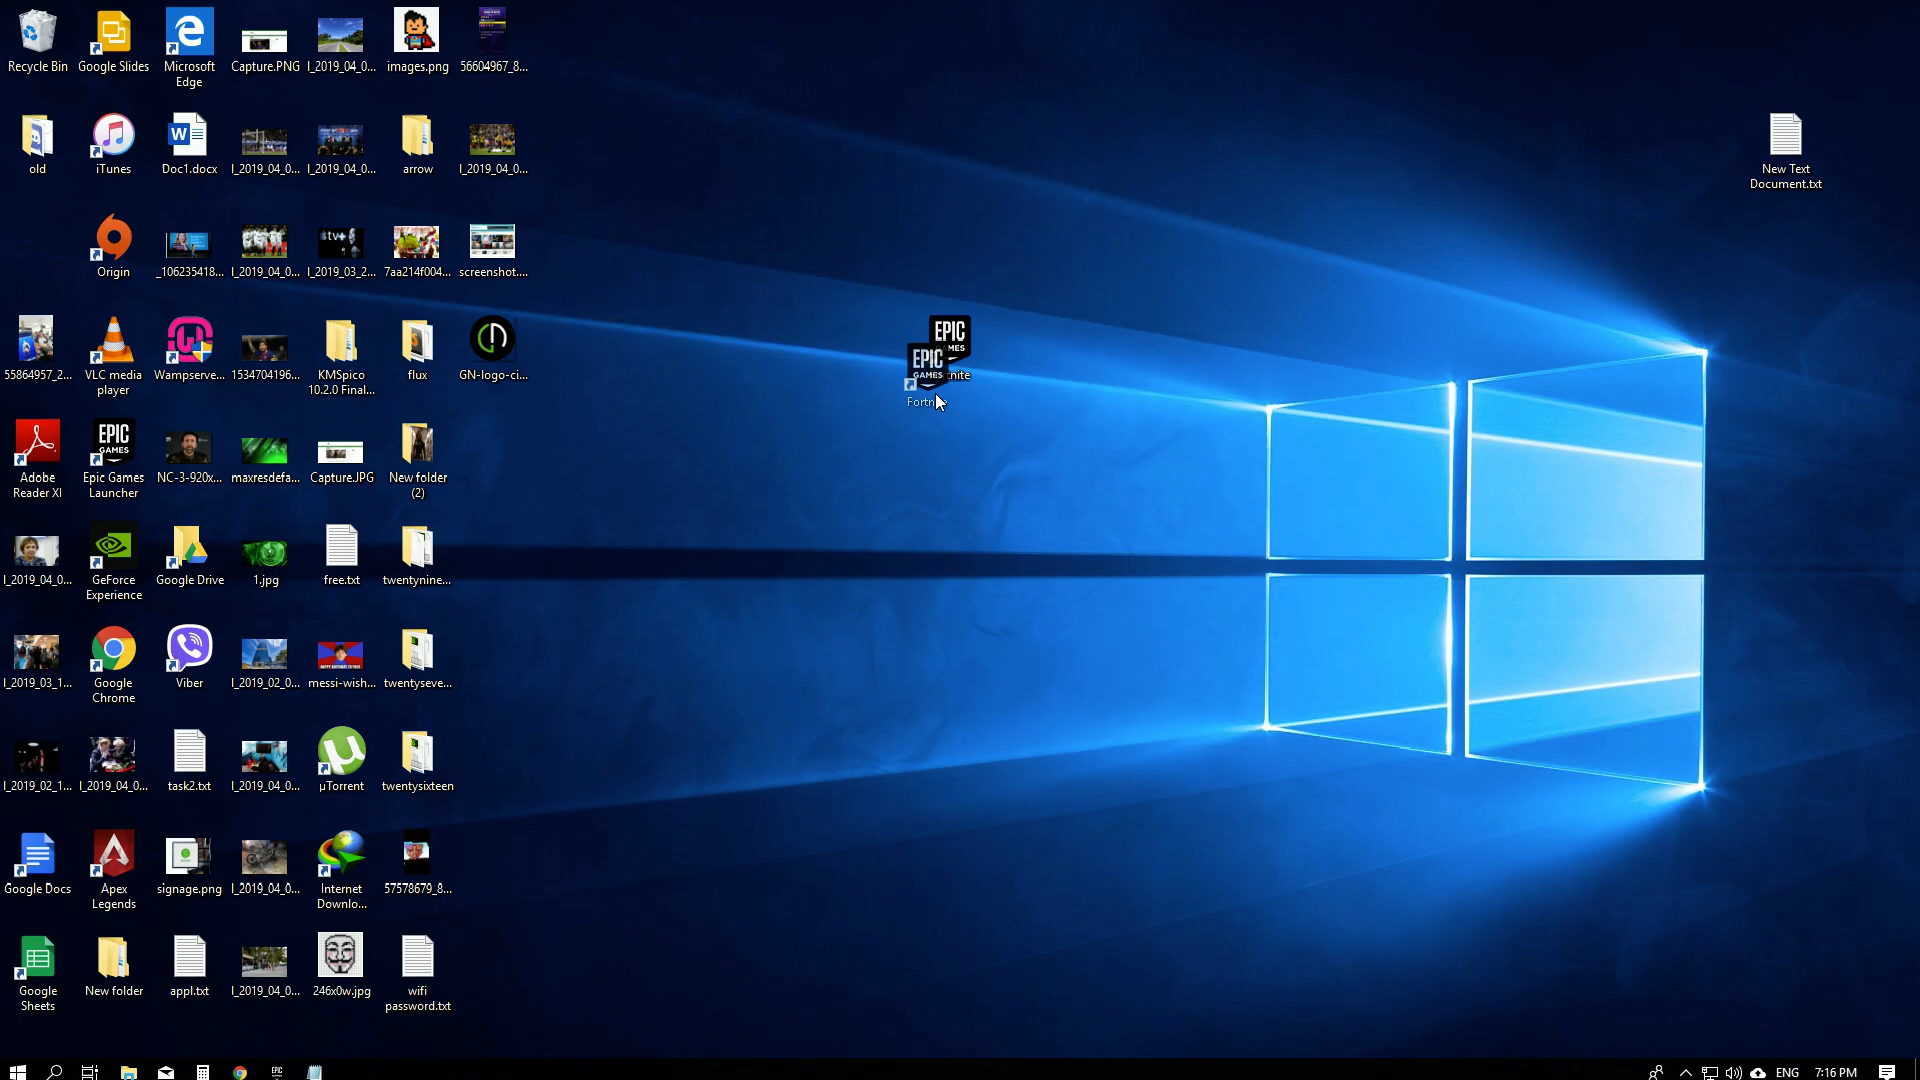 Recycle Bin
Google Slides
Microsoft
Edge
Capture.PNG
I_2019_04_0...
images.png
56604967_8...
old
iTunes
Doc1.docx
I_2019_04_0...
I_2019_04_0...
arrow
I_2019_04_0...
New Text
Document.txt
Origin
_106235418...
I_2019_04_0...
tv+
I_2019_03_2...
7aa214f004...
screenshot....
55864957_2...
VLC media
player
Wampserve...
1534704196...
KMSpico
10.2.0 Final...
flux
GN-logo-ci...
EPIC
EPIC
GAMES
nite
Adobe
Reader XI
EPIC
GAMES
Epic Games
Launcher
NC-3-920x...
maxresdefa...
Capture.JPG
New folder
(2)
I_2019_04_0...
GeForce
Experience
Google Drive
1.jpg
free.txt
twentynine...
I_2019_03_1...
Google
Chrome
Viber
I_2019_02_0...
messi-wish...
twentyseve...
I_2019_02_1...
I_2019_04_0...
task2.txt
I_2019_04_0...
µTorrent
twentysixteen
Google Docs
Apex
Legends
signage.png
I_2019_04_0...
Internet
Downlo...
57578679_8...
Google
Sheets
New folder
appl.txt
I_2019_04_0...
246x0w.jpg
wifi
password.txt
EPIC
ENG
7:16 PM